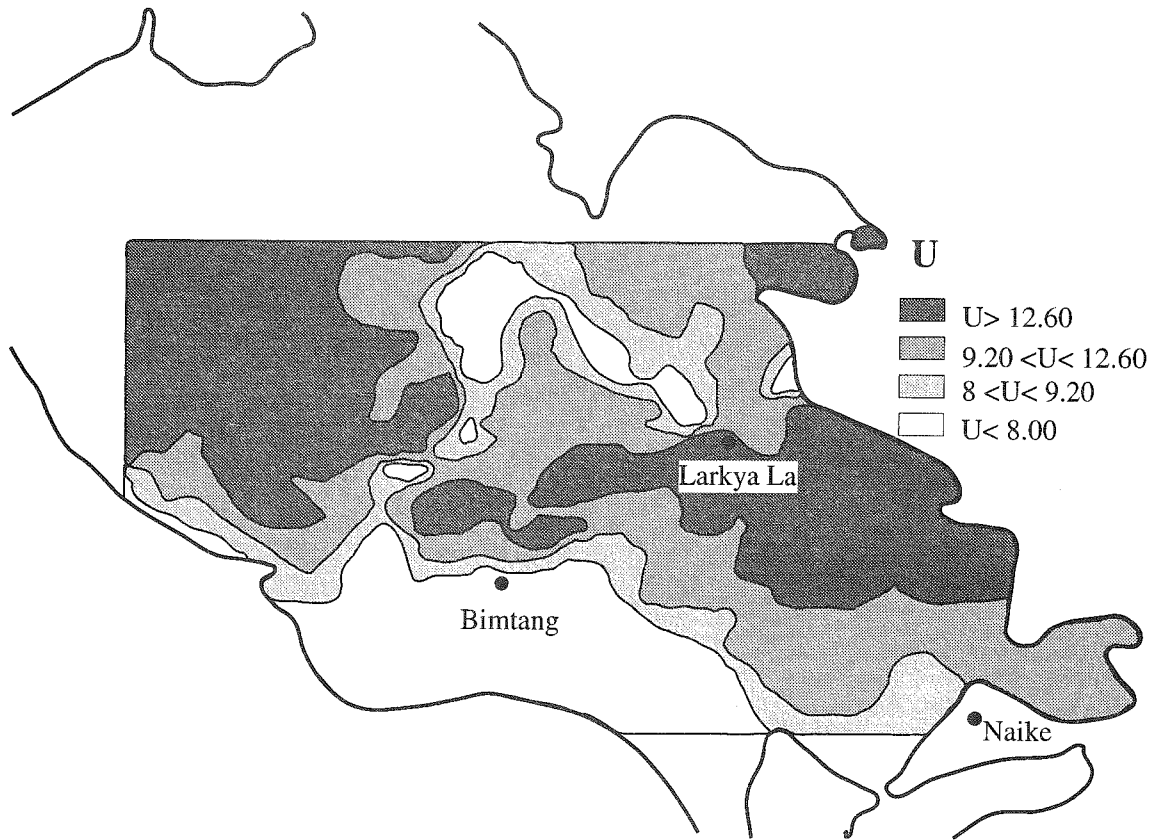 U
U> 12.60
9.20 <U< 12.60
8 <U< 9.20
U< 8.00
Larkya La
Bimtang
Naike